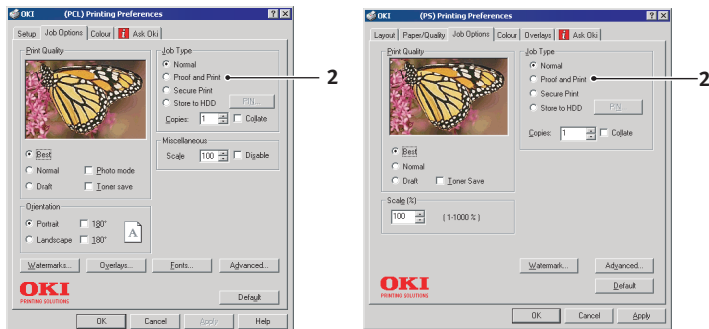 OKI (PCL) Printing Preferences
Setup Job Options Colour Ask Oki
Print Quality
Best
Normal Photo mode
Draft Toner save
Orientation
Portrait 180°
Landscape 180°
A
Job Type
Normal
Proof and Print
Secure Print
Store to HDD PIN...
Copies: 1 Collate
Miscellaneous
Scale 100 Disable
Watermarks... Overlays... Fonts... Advanced...
OKI
PRINTING SOLUTIONS
Default
OK Cancel Apply Help
2
OKI (PS) Printing Preferences
Layout Paper/Quality Job Options Colour Overlays Ask Oki
Print Quality
Best
Normal
Draft Toner Save
Scale (%)
100 (1-1000 %)
Job Type
Normal
Proof and Print
Secure Print
Store to HDD PIN
Copies: 1 Collate
Watermark... Advanced...
OKI
PRINTING SOLUTIONS
Default
OK Cancel Apply
2